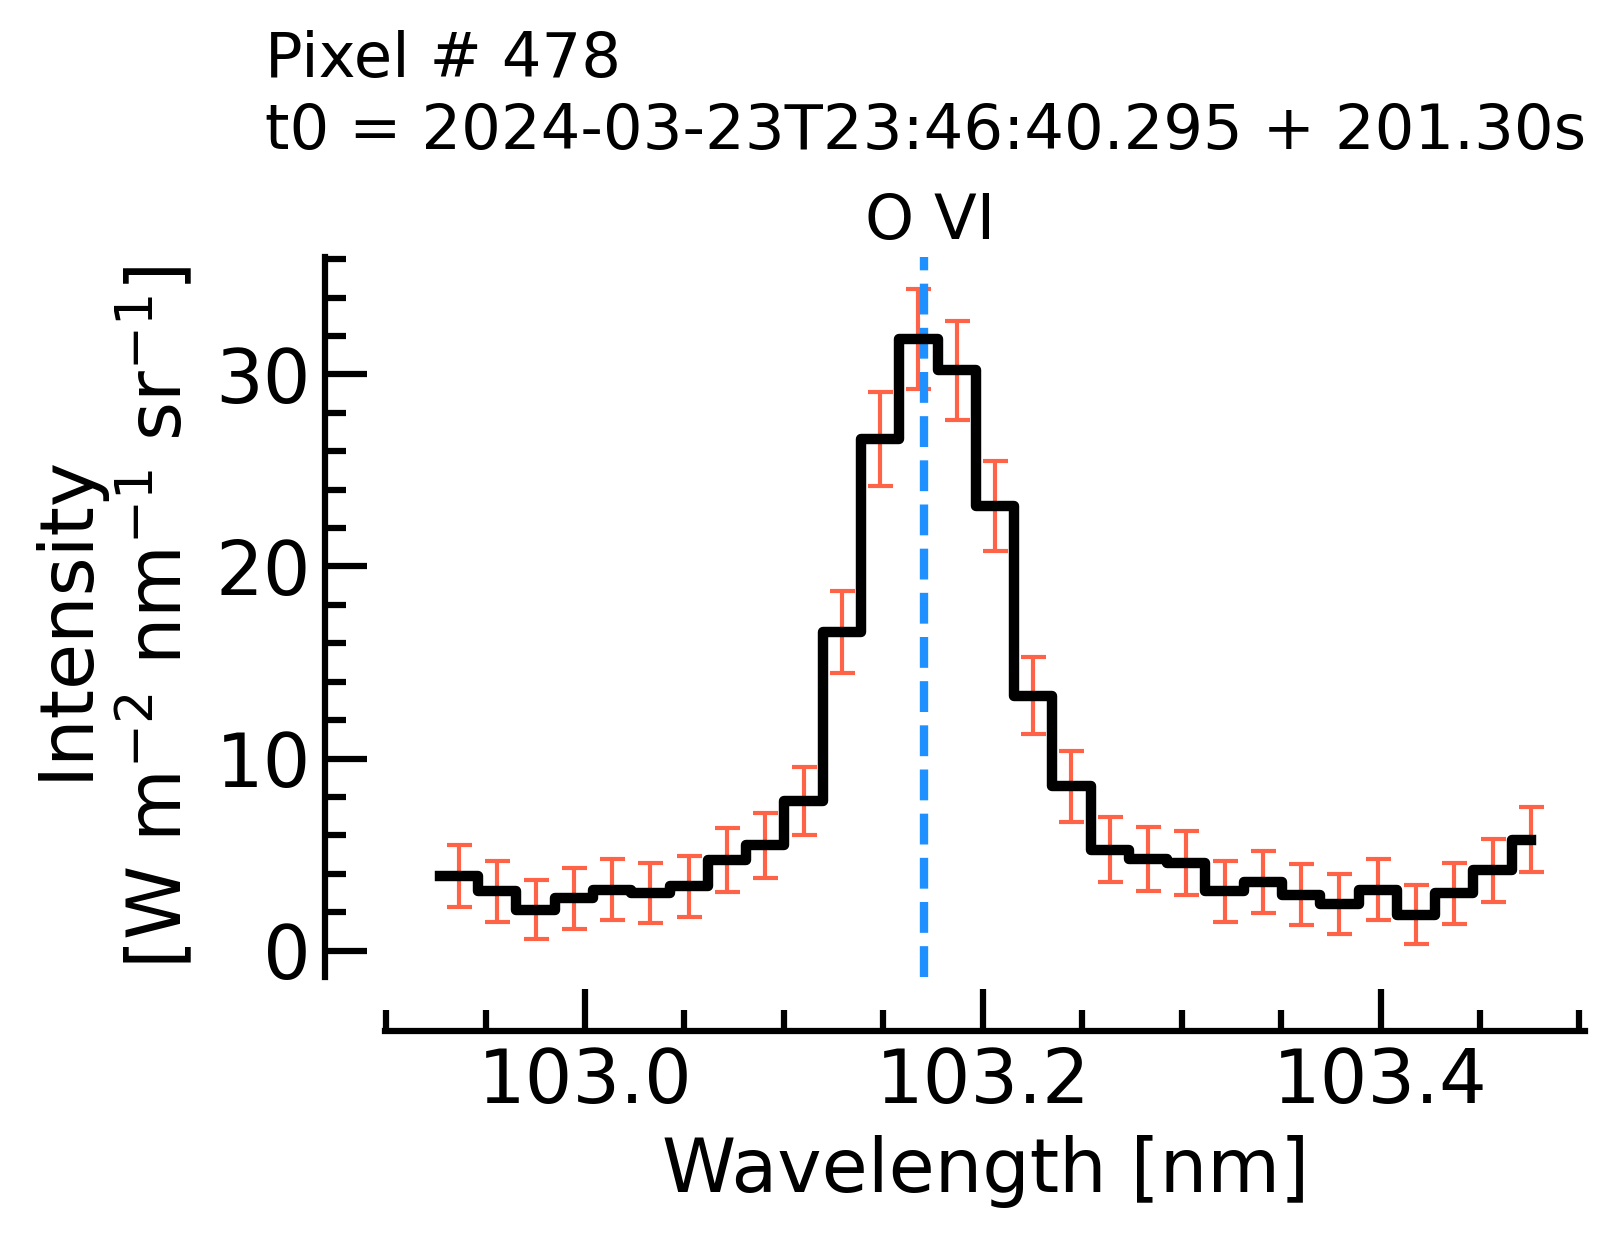 Pixel # 478
t0 = 2024-03-23T23:46:40.295 + 201.30s
O VI
Intensity
[W m⁻² nm⁻¹ sr⁻¹]
30
20
10
0
103.0 103.2 103.4
Wavelength [nm]